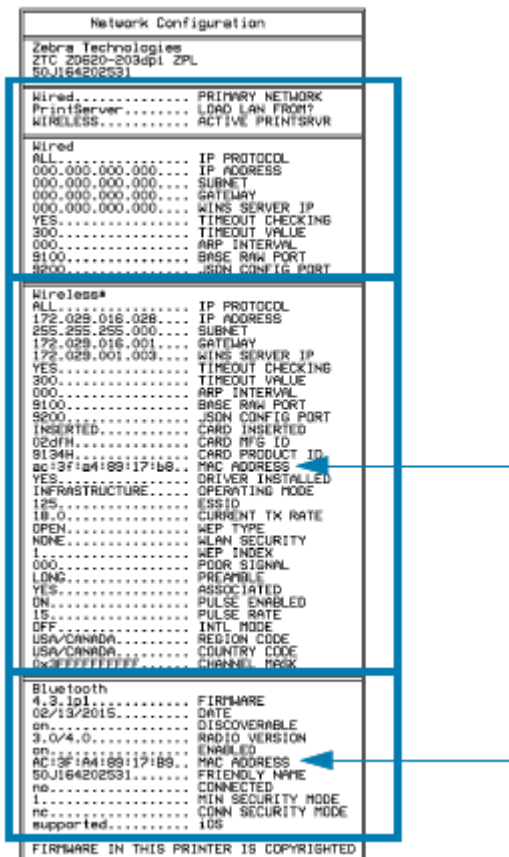 Network Configuration
Zebra Technologies
ZTC ZD620-203dpi ZPL
50J164202531
Wired............... PRIMARY NETWORK
PrintServer......... LOAD LAN FROM?
WIRELESS............ ACTIVE PRINTSRVR
Wired
ALL................. IP PROTOCOL
000.000.000.000..... IP ADDRESS
000.000.000.000..... SUBNET
000.000.000.000..... GATEWAY
000.000.000.000..... WINS SERVER IP
YES................. TIMEOUT CHECKING
300................. TIMEOUT VALUE
000................. ARP INTERVAL
9100................ BASE RAW PORT
9200................ JSON CONFIG PORT
Wireless*
ALL................. IP PROTOCOL
172.029.016.028..... IP ADDRESS
255.255.255.000..... SUBNET
172.029.016.001..... GATEWAY
172.029.001.003..... WINS SERVER IP
YES................. TIMEOUT CHECKING
300................. TIMEOUT VALUE
000................. ARP INTERVAL
9100................ BASE RAW PORT
9200................ JSON CONFIG PORT
INSERTED............ CARD INSERTED
02dfH............... CARD MFG ID
9134H............... CARD PRODUCT ID
ac:3f:a4:89:17:b8... MAC ADDRESS
YES................. DRIVER INSTALLED
INFRASTRUCTURE...... OPERATING MODE
125................. ESSID
18.0................ CURRENT TX RATE
OPEN................ WEP TYPE
NONE................ WLAN SECURITY
1................... WEP INDEX
000................. POOR SIGNAL
LONG................ PREAMBLE
YES................. ASSOCIATED
ON.................. PULSE ENABLED
15.................. PULSE RATE
OFF................. INTL MODE
USA/CANADA.......... REGION CODE
USA/CANADA.......... COUNTRY CODE
0x3FFFFFFFFFF....... CHANNEL MASK
Bluetooth
4.3.1p1............. FIRMWARE
02/13/2015.......... DATE
on.................. DISCOVERABLE
3.0/4.0............. RADIO VERSION
on.................. ENABLED
AC:3F:A4:89:17:B9... MAC ADDRESS
50J164202531........ FRIENDLY NAME
no.................. CONNECTED
1................... MIN SECURITY MODE
nc.................. CONN SECURITY MODE
supported........... iOS
FIRMWARE IN THIS PRINTER IS COPYRIGHTED